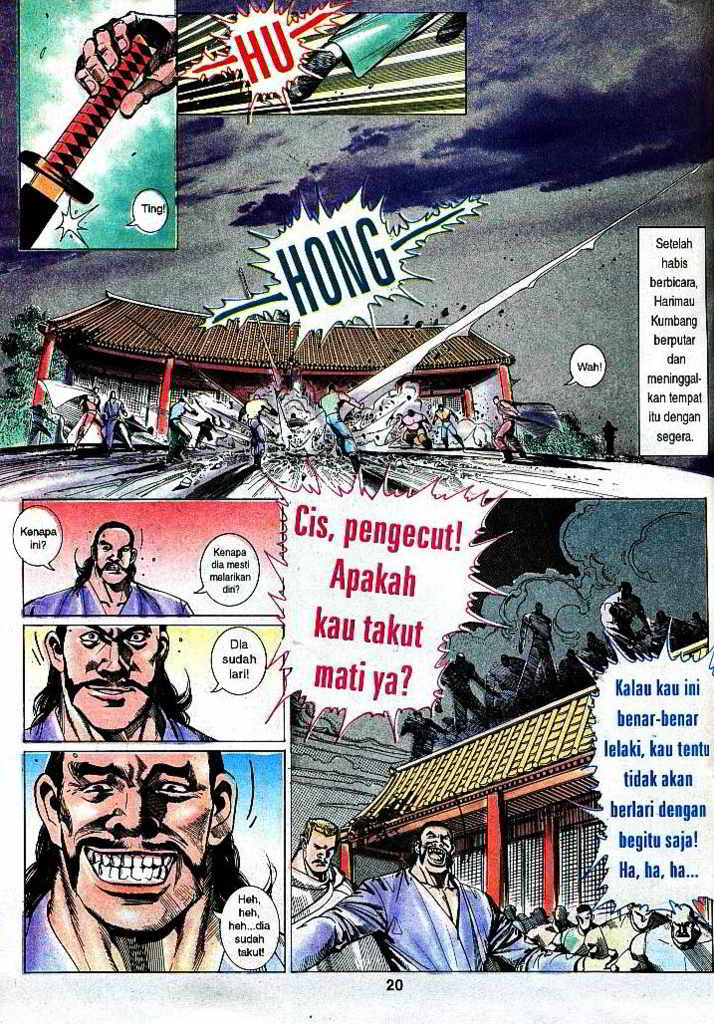 HU
Ting!
HONG
Setelah
habis
berbicara,
Harimau
Kumbang
berputar
dan
meninggal-
kan tempat
itu dengan
segera.
Wah!
Kenapa
ini?
Kenapa
dia mesti
melarikan
diri?
Dia
sudah
lari!
Heh,
heh,
heh...dia
sudah
takut!
Cis, pengecut!
Apakah
kau takut
mati ya?
Kalau kau ini
benar-benar
lelaki, kau tentu
tidak akan
berlari dengan
begitu saja!
Ha, ha, ha...
20